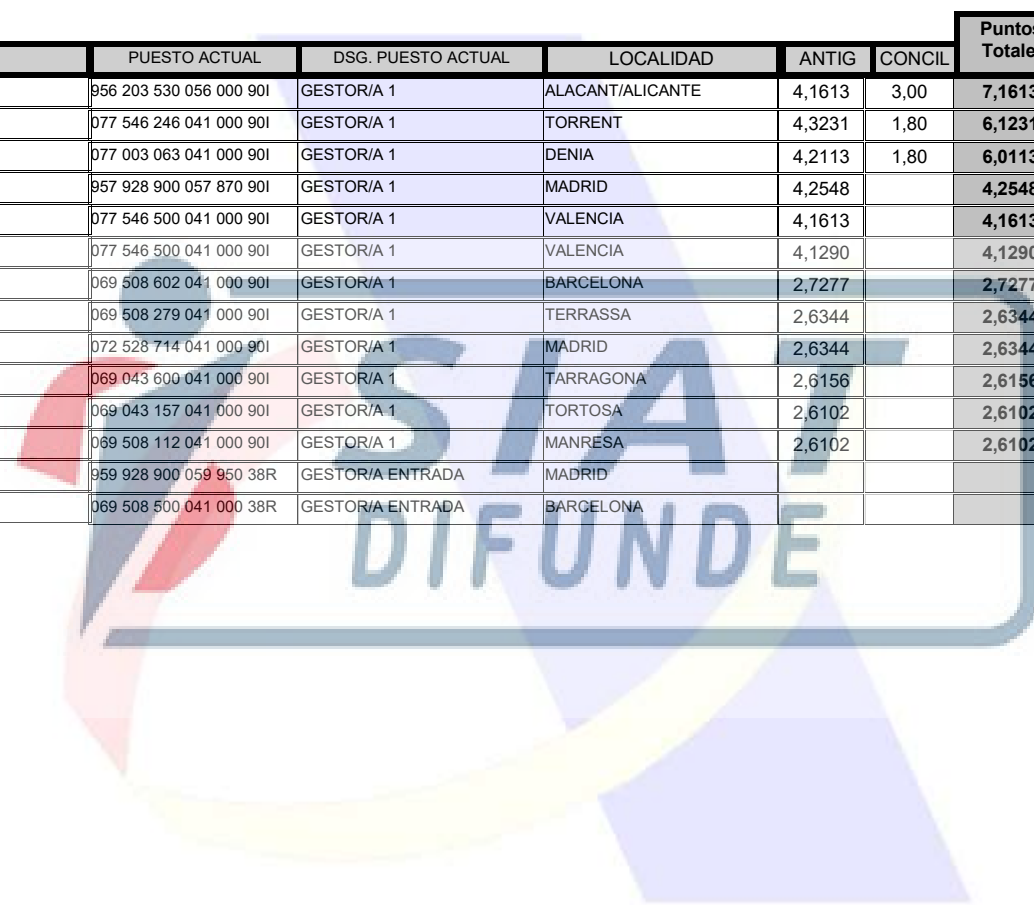 Puntos
Totale
PUESTO ACTUAL DSG. PUESTO ACTUAL LOCALIDAD ANTIG CONCIL
956 203 530 056 000 90I GESTOR/A 1 ALACANT/ALICANTE 4,1613 3,00 7,1613
077 546 246 041 000 90I GESTOR/A 1 TORRENT 4,3231 1,80 6,1231
077 003 063 041 000 90I GESTOR/A 1 DENIA 4,2113 1,80 6,0113
957 928 900 057 870 90I GESTOR/A 1 MADRID 4,2548 4,2548
077 546 500 041 000 90I GESTOR/A 1 VALENCIA 4,1613 4,1613
077 546 500 041 000 90I GESTOR/A 1 VALENCIA 4,1290 4,1290
069 508 602 041 000 90I GESTOR/A 1 BARCELONA 2,7277 2,7277
069 508 279 041 000 90I GESTOR/A 1 TERRASSA 2,6344 2,6344
072 528 714 041 000 90I GESTOR/A 1 MADRID 2,6344 2,6344
069 043 600 041 000 90I GESTOR/A 1 TARRAGONA 2,6156 2,6156
069 043 157 041 000 90I GESTOR/A 1 TORTOSA 2,6102 2,6102
069 508 112 041 000 90I GESTOR/A 1 MANRESA 2,6102 2,6102
959 928 900 059 950 38R GESTOR/A ENTRADA MADRID
069 508 500 041 000 38R GESTOR/A ENTRADA BARCELONA
SIAT
DIFUNDE